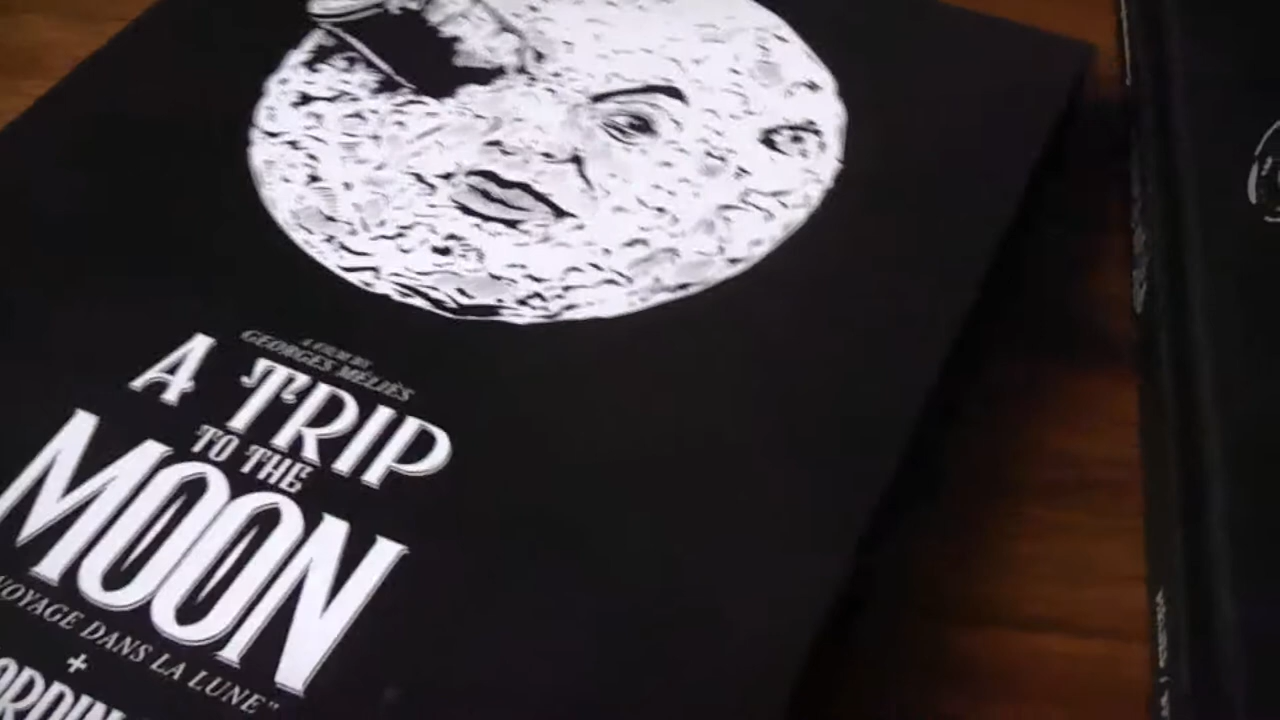 A FILM BY
GEORGES MÉLIÈS
A TRIP
TO THE
MOON
VOYAGE DANS LA LUNE"
+